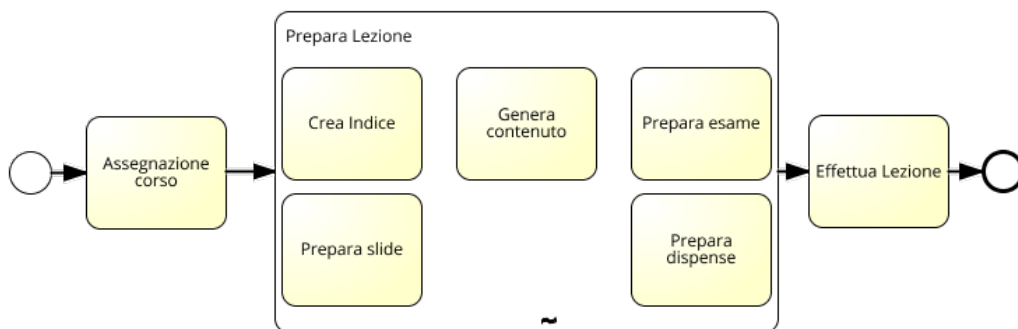 Prepara Lezione
Crea Indice
Genera
contenuto
Prepara esame
Assegnazione
corso
Effettua Lezione
Prepara slide
Prepara
dispense
~